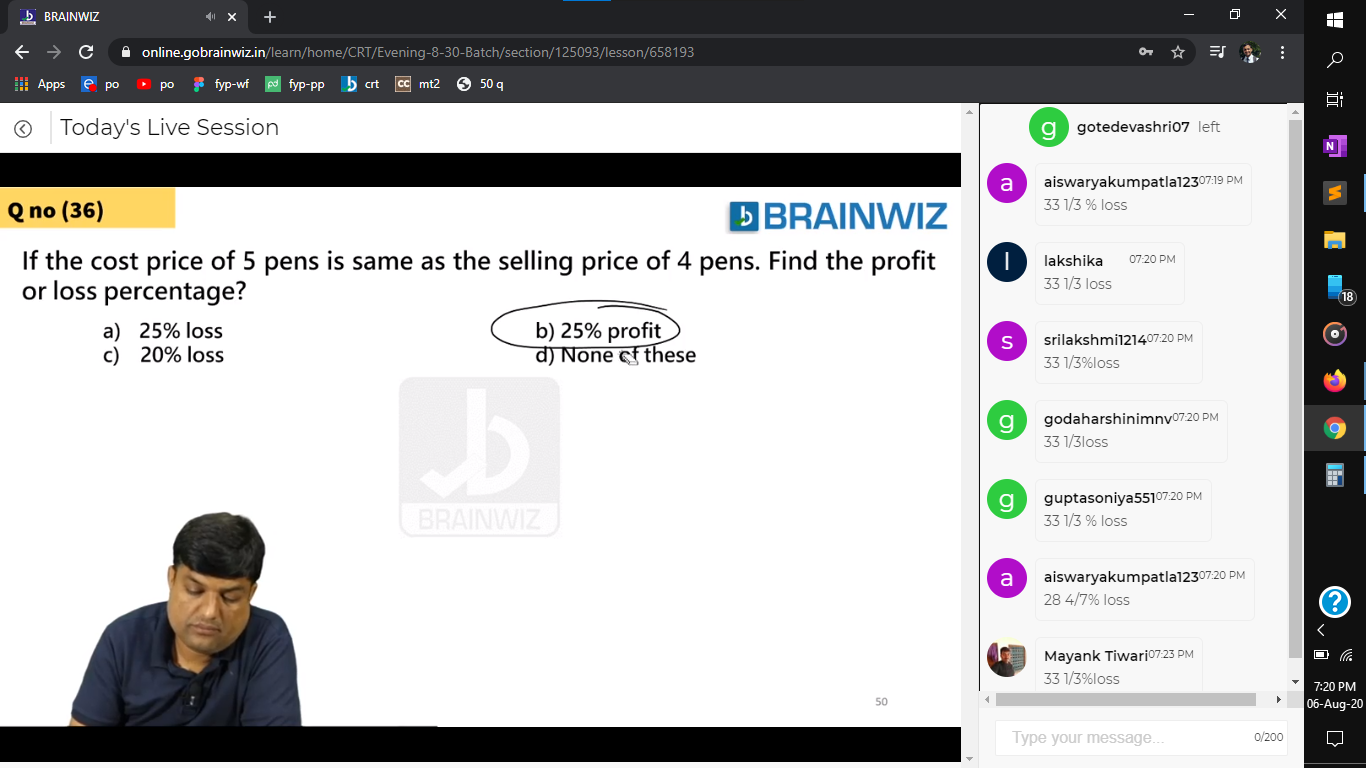 BRAINWIZ
online.gobrainwiz.in/learn/home/CRT/Evening-8-30-Batch/section/125093/lesson/658193
Apps po po fyp-wf fyp-pp crt CC mt2 50 q
Today's Live Session
Q no (36)
BRAINWIZ
If the cost price of 5 pens is same as the selling price of 4 pens. Find the profit
or loss percentage?
a) 25% loss b) 25% profit
c) 20% loss d) None of these
BRAINWIZ
50
g gotedevashri07 left
a aiswaryakumpatla123 07:19 PM
33 1/3 % loss
l lakshika 07:20 PM
33 1/3 loss
s srilakshmi1214 07:20 PM
33 1/3%loss
g godaharshinimnv 07:20 PM
33 1/3loss
g guptasoniya551 07:20 PM
33 1/3 % loss
a aiswaryakumpatla123 07:20 PM
28 4/7% loss
Mayank Tiwari 07:23 PM
33 1/3%loss
Type your message... 0/200
N
18
7:20 PM
06-Aug-20